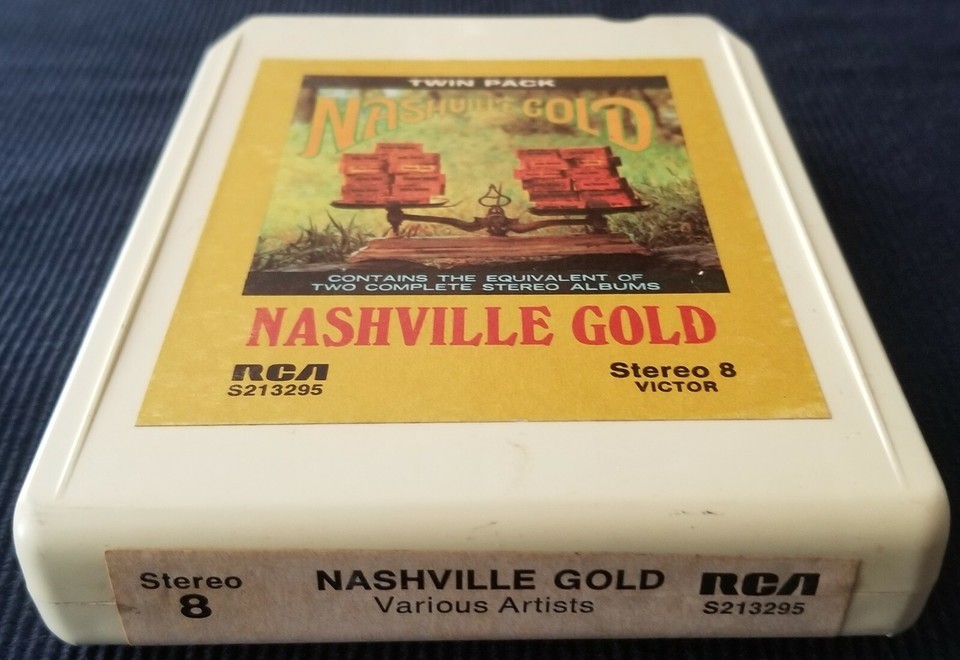 TWIN PACK
NASHVILLE GOLD
CONTAINS THE EQUIVALENT OF
TWO COMPLETE STEREO ALBUMS
NASHVILLE GOLD
RCA Stereo 8
S213295 VICTOR
Stereo NASHVILLE GOLD RCA
8 Various Artists S213295